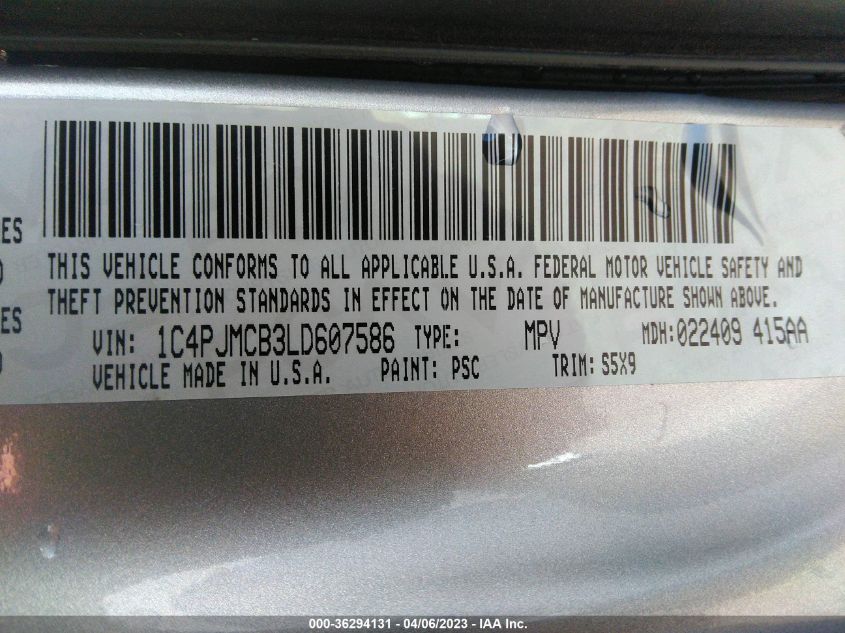 ES
THIS VEHICLE CONFORMS TO ALL APPLICABLE U.S.A. FEDERAL MOTOR VEHICLE SAFETY AND
THEFT PREVENTION STANDARDS IN EFFECT ON THE DATE OF MANUFACTURE SHOWN ABOVE.
ES
VIN: 1C4PJMCB3LD607586 TYPE: MPV MDH:022409 415AA
VEHICLE MADE IN U.S.A. PAINT: PSC TRIM: S5X9
000-36294131 - 04/06/2023 - IAA Inc.